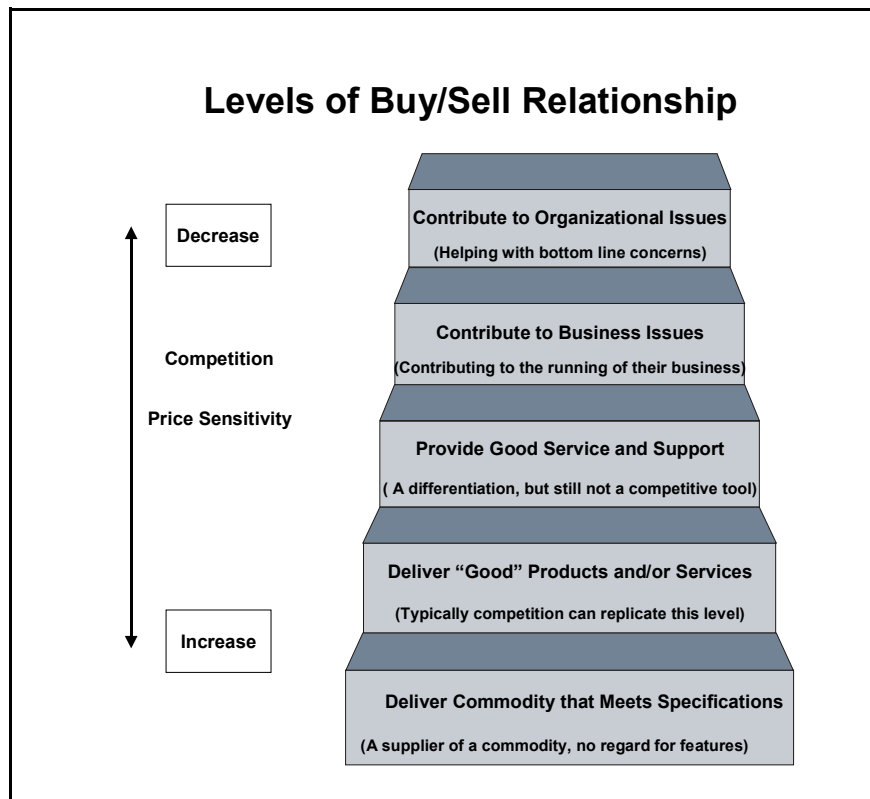 Levels of Buy/Sell Relationship
Decrease
Competition
Price Sensitivity
Increase
Contribute to Organizational Issues
(Helping with bottom line concerns)
Contribute to Business Issues
(Contributing to the running of their business)
Provide Good Service and Support
( A differentiation, but still not a competitive tool)
Deliver “Good” Products and/or Services
(Typically competition can replicate this level)
Deliver Commodity that Meets Specifications
(A supplier of a commodity, no regard for features)